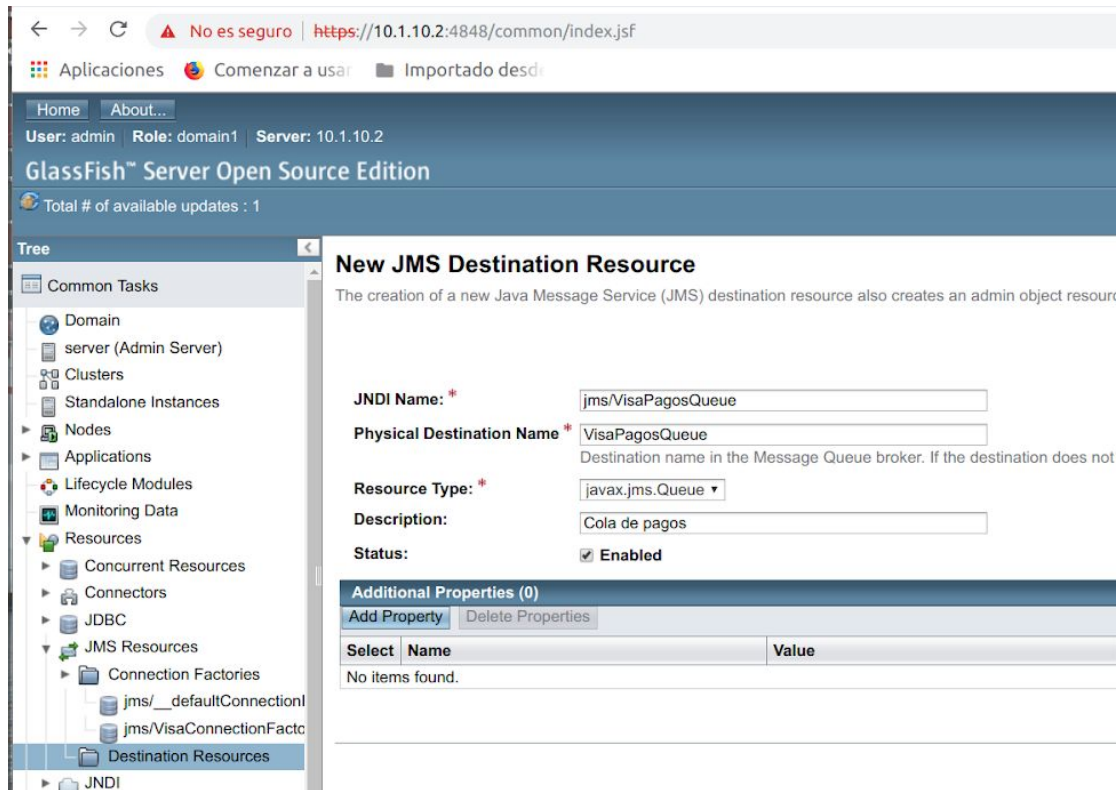 No es seguro | https://10.1.10.2:4848/common/index.jsf
Aplicaciones Comenzar a usar Importado desde
Home About...
User: admin Role: domain1 Server: 10.1.10.2
GlassFish™ Server Open Source Edition
Total # of available updates : 1
Tree
Common Tasks
Domain
server (Admin Server)
Clusters
Standalone Instances
Nodes
Applications
Lifecycle Modules
Monitoring Data
Resources
Concurrent Resources
Connectors
JDBC
JMS Resources
Connection Factories
jms/__defaultConnectionI
jms/VisaConnectionFacto
Destination Resources
JNDI
New JMS Destination Resource
The creation of a new Java Message Service (JMS) destination resource also creates an admin object resourc
JNDI Name: * jms/VisaPagosQueue
Physical Destination Name * VisaPagosQueue
Destination name in the Message Queue broker. If the destination does not
Resource Type: * javax.jms.Queue
Description: Cola de pagos
Status: Enabled
Additional Properties (0)
Add Property Delete Properties
Select Name Value
No items found.